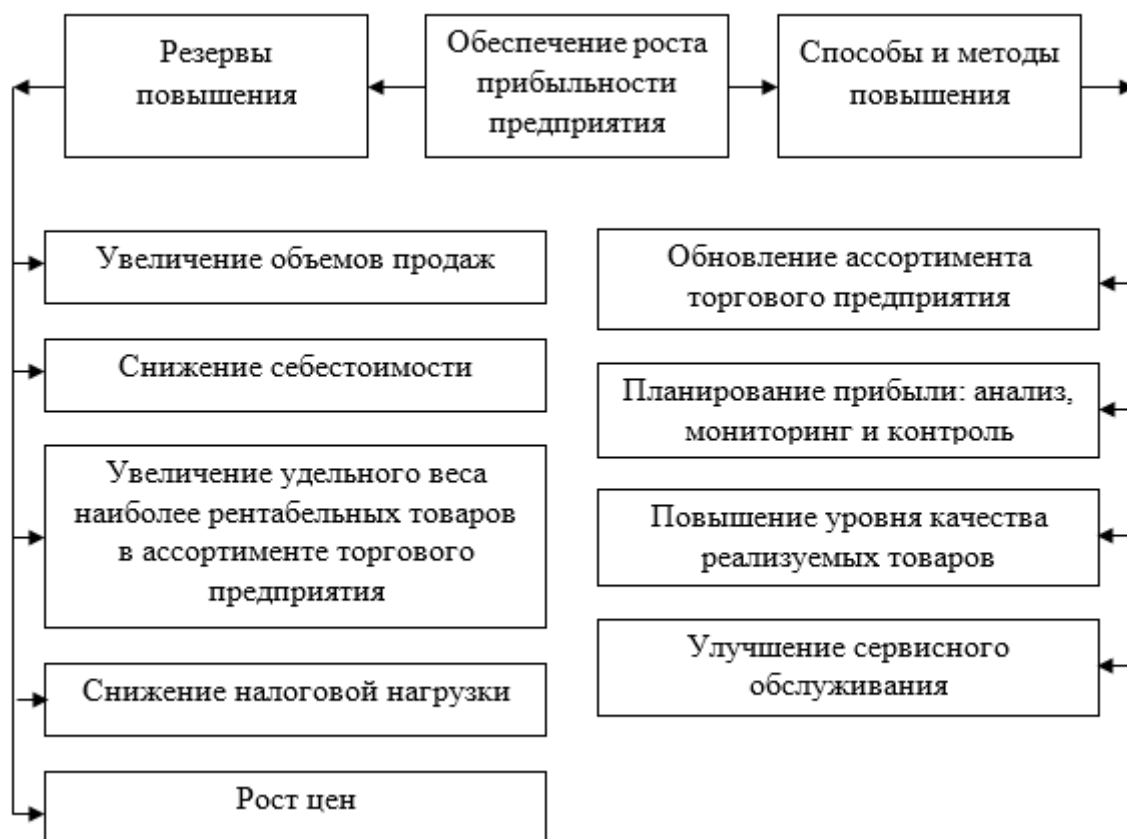 Резервы
повышения
Обеспечение роста
прибыльности
предприятия
Способы и методы
повышения
Увеличение объемов продаж
Снижение себестоимости
Увеличение удельного веса
наиболее рентабельных товаров
в ассортименте торгового
предприятия
Снижение налоговой нагрузки
Рост цен
Обновление ассортимента
торгового предприятия
Планирование прибыли: анализ,
мониторинг и контроль
Повышение уровня качества
реализуемых товаров
Улучшение сервисного
обслуживания